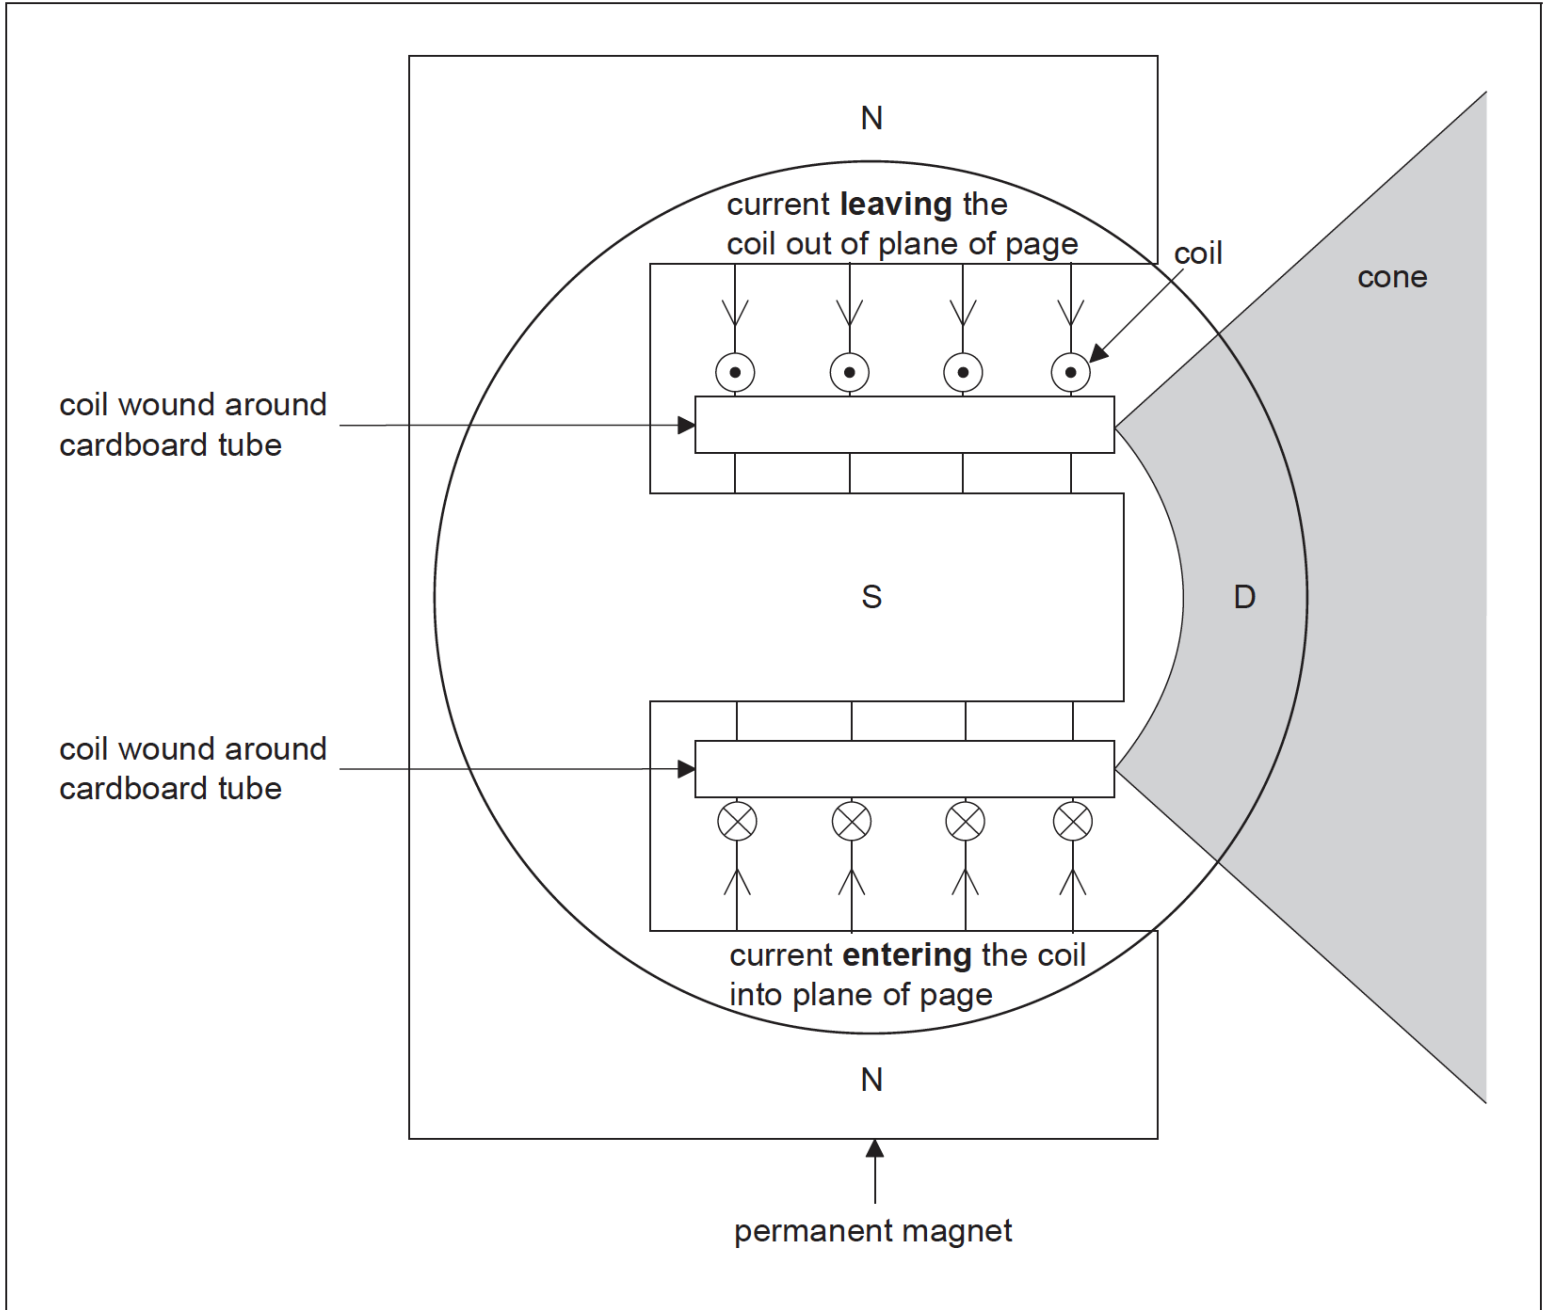 N
current leaving the
coil out of plane of page
coil
cone
coil wound around
cardboard tube
S
D
coil wound around
cardboard tube
current entering the coil
into plane of page
N
permanent magnet